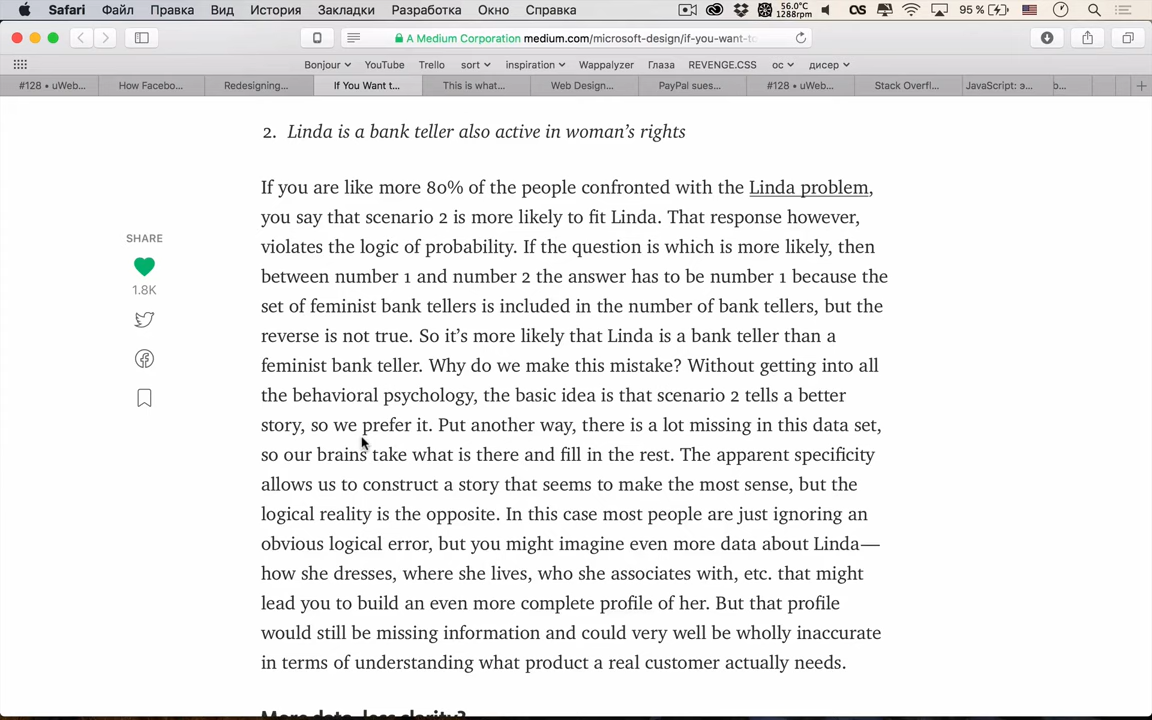 Safari Файл Правка Вид История Закладки Разработка Окно Справка 56.0°C 1288rpm 95 %
A Medium Corporation medium.com/microsoft-design/if-you-want-to
Bonjour YouTube Trello sort inspiration Wappalyzer Глаза REVENGE.CSS ос дисер
#128 • uWeb... How Facebo... Redesigning... If You Want t... This is what... Web Design... PayPal sues... #128 • uWeb... Stack Overfl... JavaScript: э... b...
2. Linda is a bank teller also active in woman's rights
If you are like more 80% of the people confronted with the Linda problem,
you say that scenario 2 is more likely to fit Linda. That response however,
violates the logic of probability. If the question is which is more likely, then
between number 1 and number 2 the answer has to be number 1 because the
set of feminist bank tellers is included in the number of bank tellers, but the
reverse is not true. So it's more likely that Linda is a bank teller than a
feminist bank teller. Why do we make this mistake? Without getting into all
the behavioral psychology, the basic idea is that scenario 2 tells a better
story, so we prefer it. Put another way, there is a lot missing in this data set,
so our brains take what is there and fill in the rest. The apparent specificity
allows us to construct a story that seems to make the most sense, but the
logical reality is the opposite. In this case most people are just ignoring an
obvious logical error, but you might imagine even more data about Linda—
how she dresses, where she lives, who she associates with, etc. that might
lead you to build an even more complete profile of her. But that profile
would still be missing information and could very well be wholly inaccurate
in terms of understanding what product a real customer actually needs.
SHARE
1.8K
More data, less clarity?